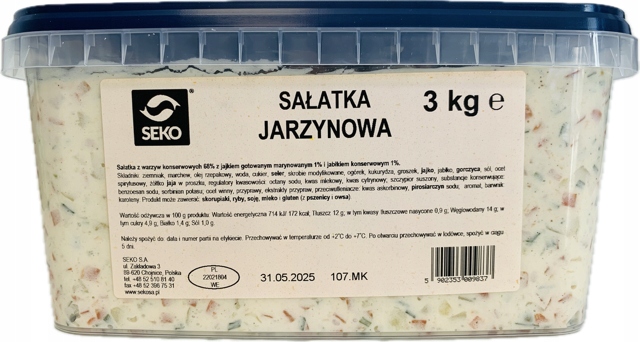 SEKO
®
SAŁATKA
JARZYNOWA
3 kg e
Sałatka z warzyw konserwowych 68% z jajkiem gotowanym marynowanym 1% i jabłkiem konserwowym 1%.
Składniki: ziemniak, marchew, olej rzepakowy, woda, cukier, seler, skrobie modyfikowane, ogórek, kukurydza, groszek, jajko, jabłko, gorczyca, sól, ocet
spirytusowy, żółtko jaja w proszku, regulatory kwasowości: octany sodu, kwas mlekowy, kwas cytrynowy; szczypior suszony, substancje konserwujące:
benzoesan sodu, sorbinian potasu; ocet winny, przyprawy, ekstrakty przypraw, przeciwutleniacze: kwas askorbinowy, pirosiarczyn sodu; aromat, barwnik:
karoteny. Produkt może zawierać: skorupiaki, ryby, soję, mleko i gluten (z pszenicy i owsa)
Wartość odżywcza w 100 g produktu: Wartość energetyczna 714 kJ/ 172 kcal, Tłuszcz 12 g; w tym kwasy tłuszczowe nasycone 0,9 g, Węglowodany 14 g; w
tym cukry 4,9 g, Białko 1,4 g, Sól 1,0 g.
Należy spożyć do: data i numer partii na etykiecie. Przechowywać w temperaturze od +2˚C do +7˚C. Po otwarciu przechowywać w lodówce, spożyć w ciągu
5 dni.
SEKO S.A.
ul. Zakładowa 3
89-620 Chojnice, Polska
tel. +48 52 510 81 40
fax +48 52 396 75 31
www.sekosa.pl
PL
22021804
WE
31.05.2025 107.MK
5 902353 009837